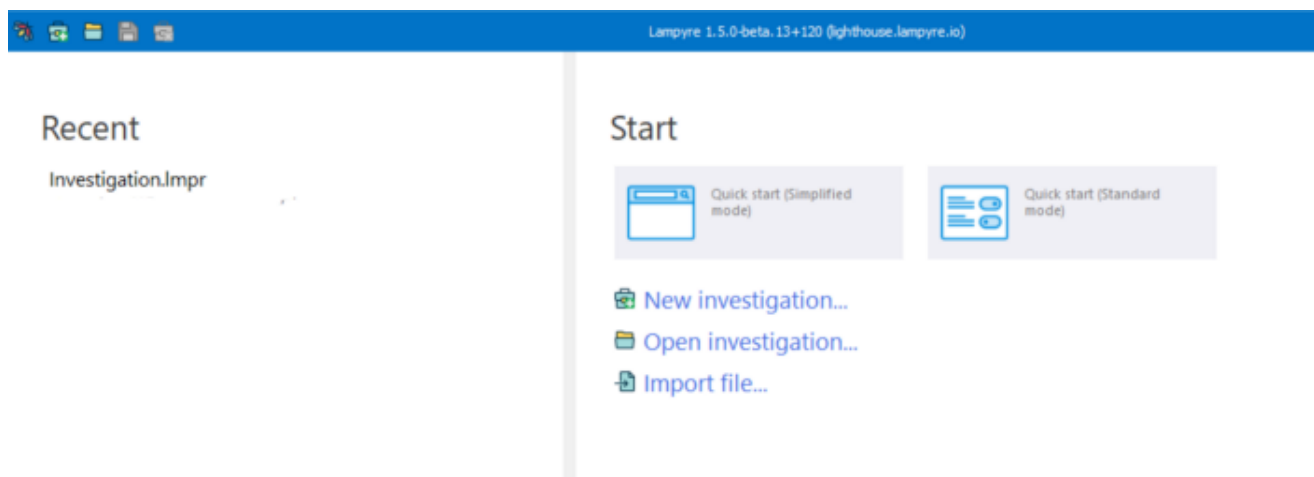 Lampyre 1.5.0-beta.13+120 (lighthouse.lampyre.io)
Recent
Investigation.lmpr
Start
Quick start (Simplified
mode)
Quick start (Standard
mode)
New investigation...
Open investigation...
Import file...